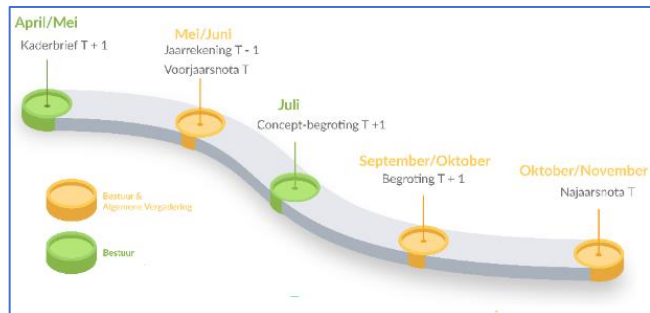 April/Mei
Kaderbrief T + 1
Mei/Juni
Jaarrekening T - 1
Voorjaarsnota T
Juli
Concept-begroting T +1
September/Oktober
Begroting T + 1
Oktober/November
Najaarsnota T
Bestuur &
Algemene Vergadering
Bestuur